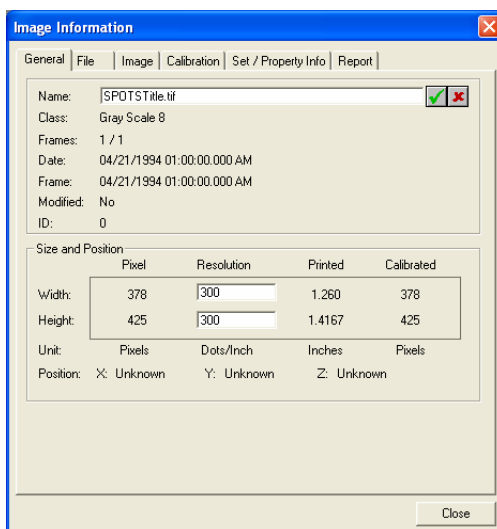 Image Information
General File Image Calibration Set / Property Info Report
Name: SPOTSTitle.tif
Class: Gray Scale 8
Frames: 1 / 1
Date: 04/21/1994 01:00:00.000 AM
Frame: 04/21/1994 01:00:00.000 AM
Modified: No
ID: 0
Size and Position
Pixel Resolution Printed Calibrated
Width: 378 300 1.260 378
Height: 425 300 1.4167 425
Unit: Pixels Dots/Inch Inches Pixels
Position: X: Unknown Y: Unknown Z: Unknown
Close